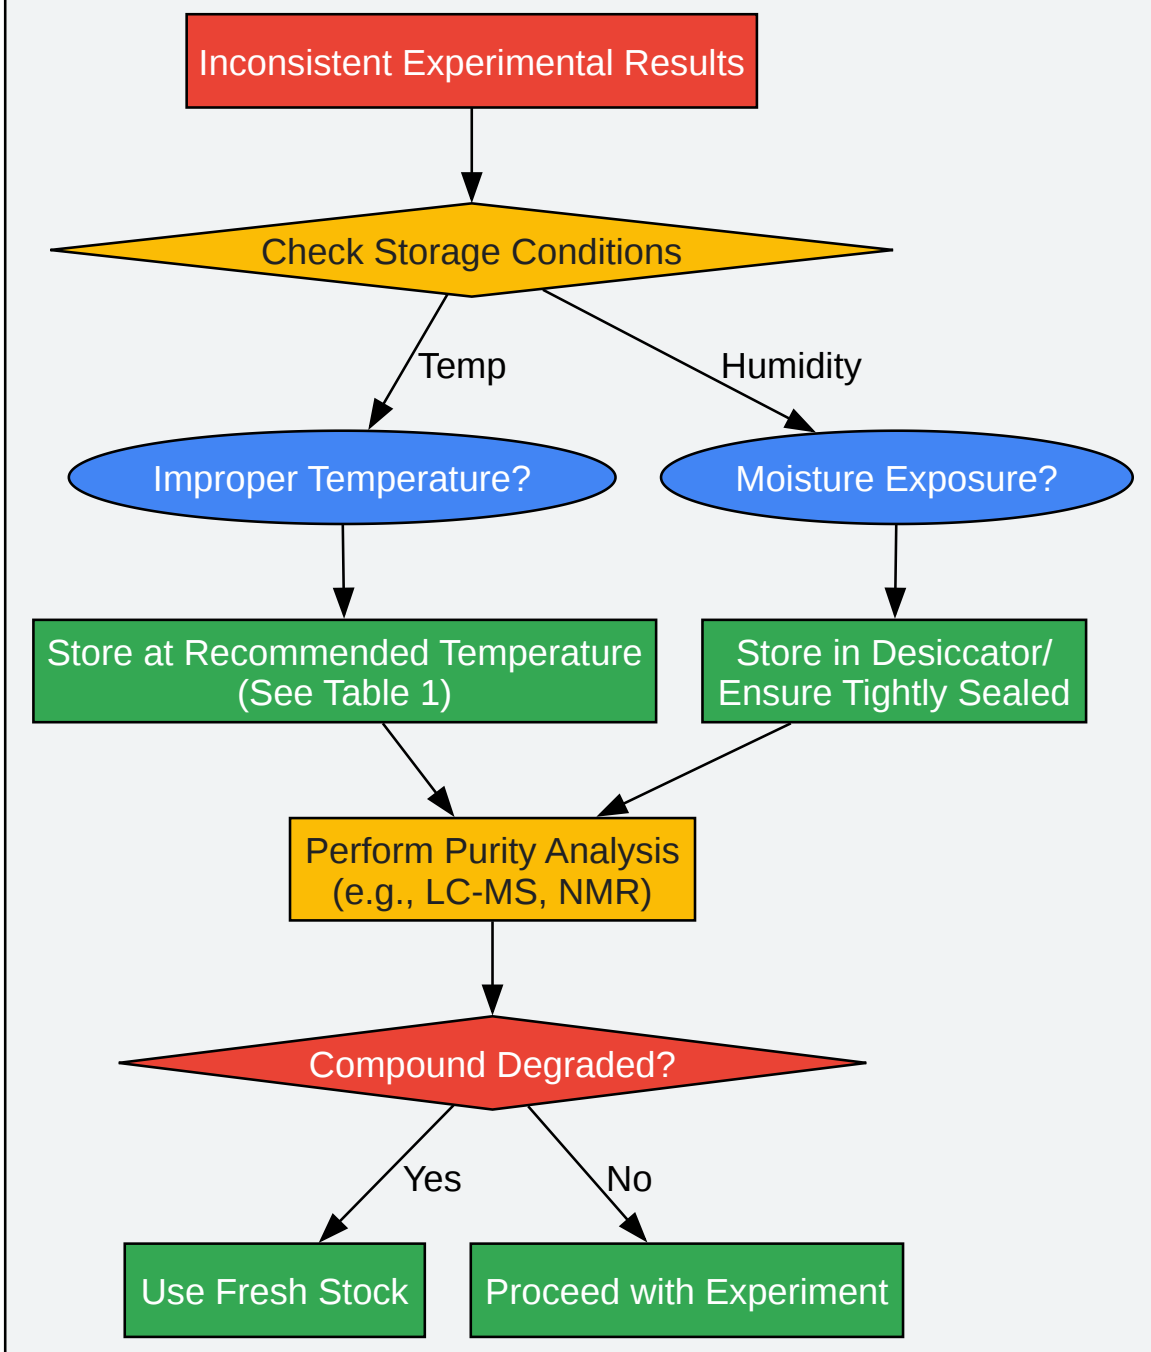 Inconsistent Experimental Results
Check Storage Conditions
Temp
Humidity
Improper Temperature?
Moisture Exposure?
Store at Recommended Temperature
(See Table 1)
Store in Desiccator/
Ensure Tightly Sealed
Perform Purity Analysis
(e.g., LC-MS, NMR)
Compound Degraded?
Yes
No
Use Fresh Stock
Proceed with Experiment